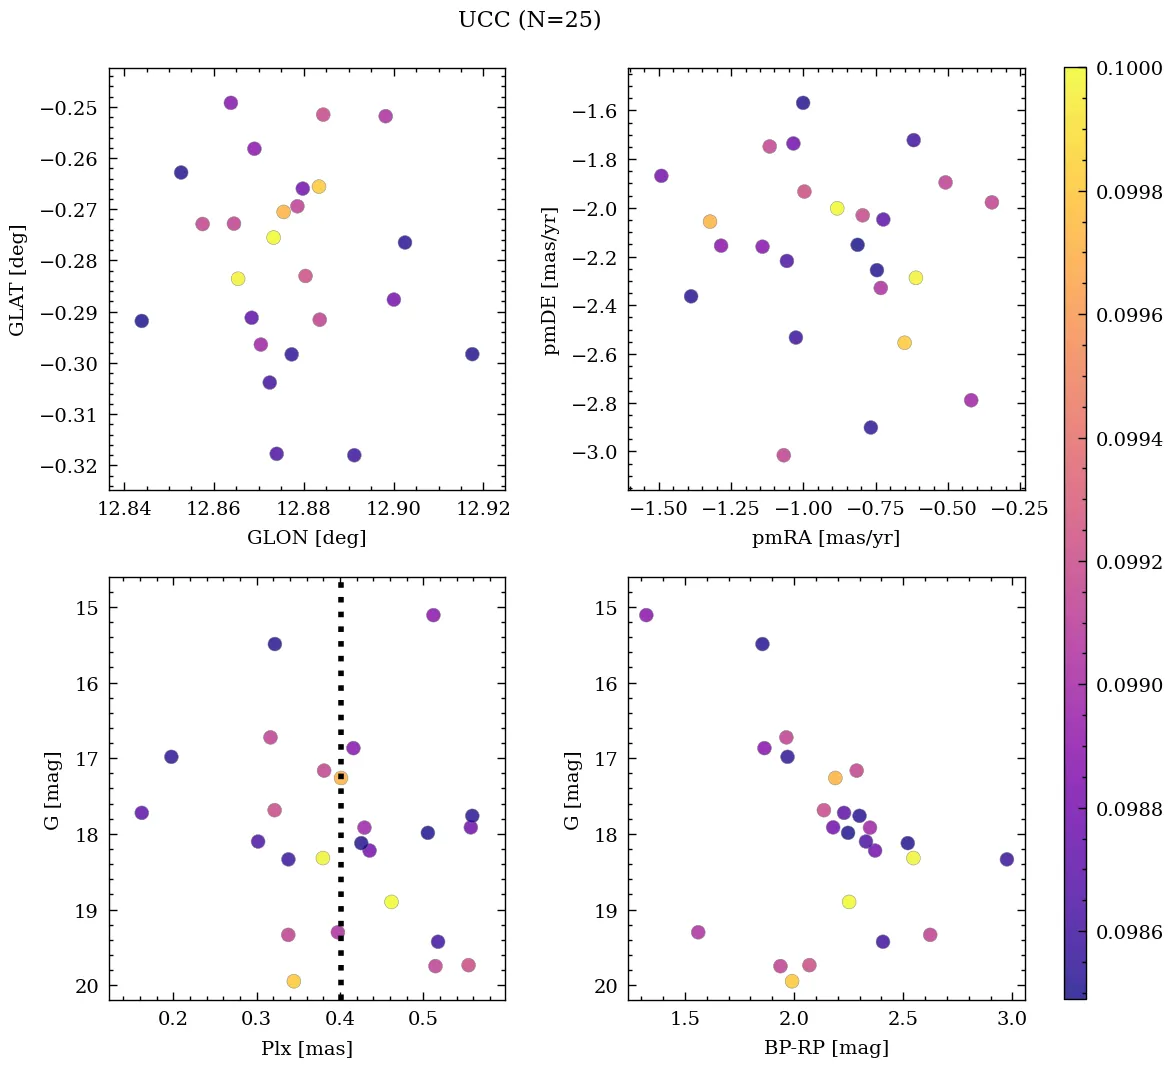 UCC (N=25)
−0.25
−0.26
−0.27
−0.28
−0.29
−0.30
−0.31
−0.32
GLAT [deg]
12.84 12.86 12.88 12.90 12.92
GLON [deg]
−1.6
−1.8
−2.0
−2.2
−2.4
−2.6
−2.8
−3.0
pmDE [mas/yr]
−1.50 −1.25 −1.00 −0.75 −0.50 −0.25
pmRA [mas/yr]
15
16
17
18
19
20
G [mag]
0.2 0.3 0.4 0.5
Plx [mas]
15
16
17
18
19
20
G [mag]
1.5 2.0 2.5 3.0
BP-RP [mag]
0.1000
0.0998
0.0996
0.0994
0.0992
0.0990
0.0988
0.0986